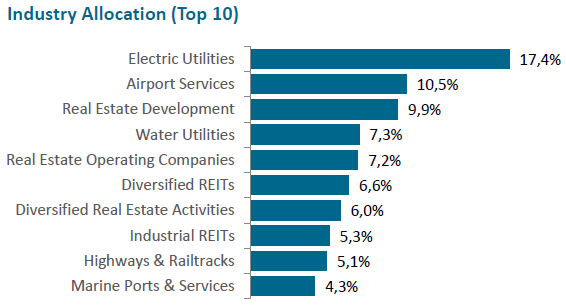 Industry Allocation (Top 10)
Electric Utilities 17,4%
Airport Services 10,5%
Real Estate Development 9,9%
Water Utilities 7,3%
Real Estate Operating Companies 7,2%
Diversified REITs 6,6%
Diversified Real Estate Activities 6,0%
Industrial REITs 5,3%
Highways & Railtracks 5,1%
Marine Ports & Services 4,3%